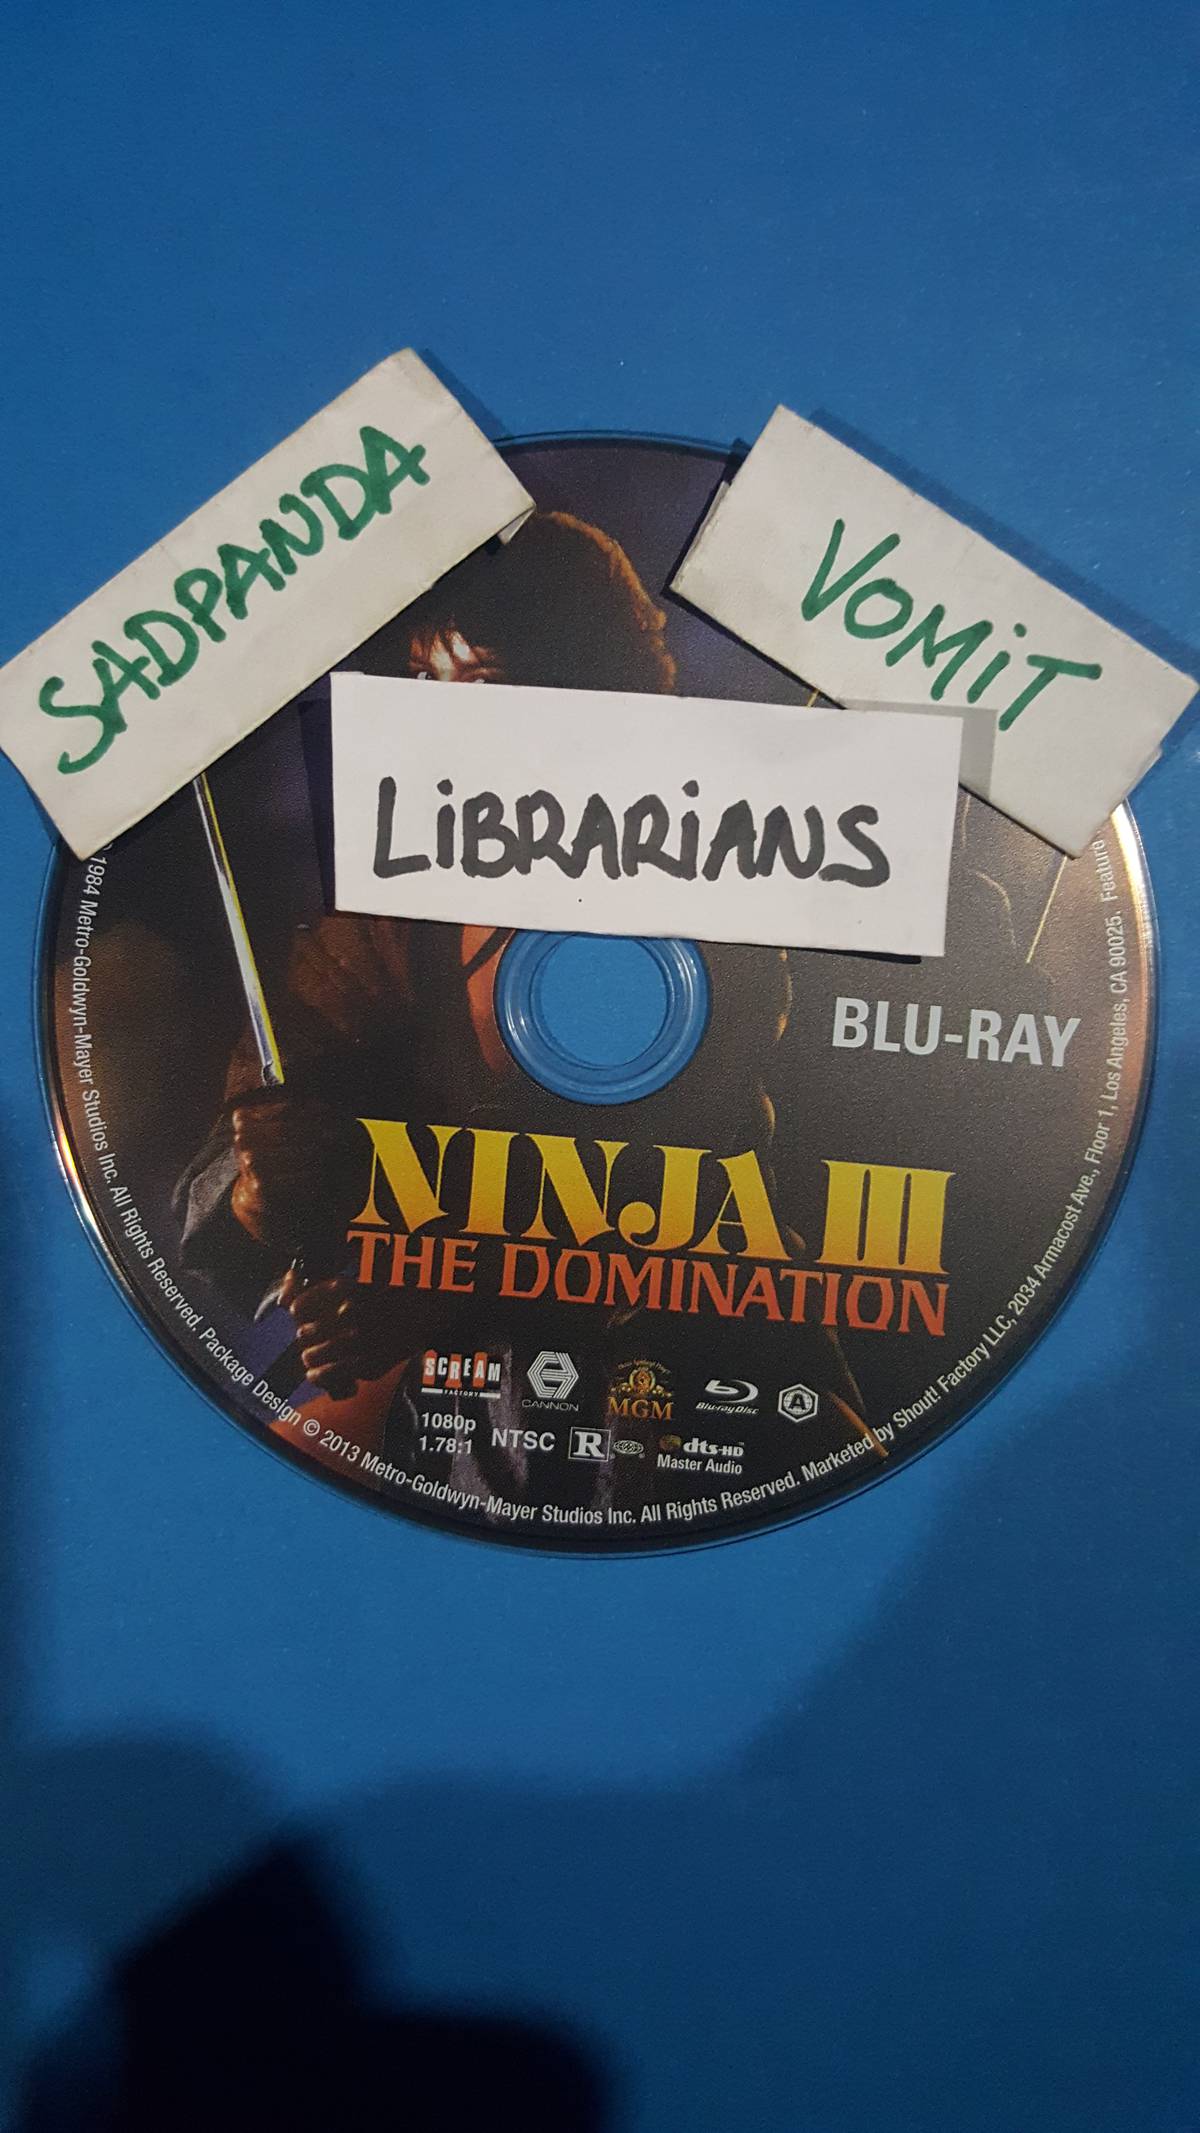 SADPANDA
VOMiT
LiBRARiANS
BLU-RAY
NINJA III
THE DOMINATION
SCREAM
FACTORY
CANNON
MGM
Blu-ray Disc
A
1080p
1.78:1
NTSC
R
dts-HD
Master Audio
1984 Metro-Goldwyn-Mayer Studios Inc. All Rights Reserved. Package Design © 2013 Metro-Goldwyn-Mayer Studios Inc. All Rights Reserved. Marketed by Shout! Factory LLC, 2034 Armacost Ave., Floor 1, Los Angeles, CA 90025. Feature